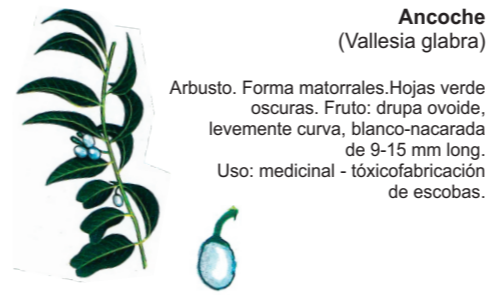 Ancoche
(Vallesia glabra)
Arbusto. Forma matorrales.Hojas verde
oscuras. Fruto: drupa ovoide,
levemente curva, blanco-nacarada
de 9-15 mm long.
Uso: medicinal - tóxicofabricación
de escobas.